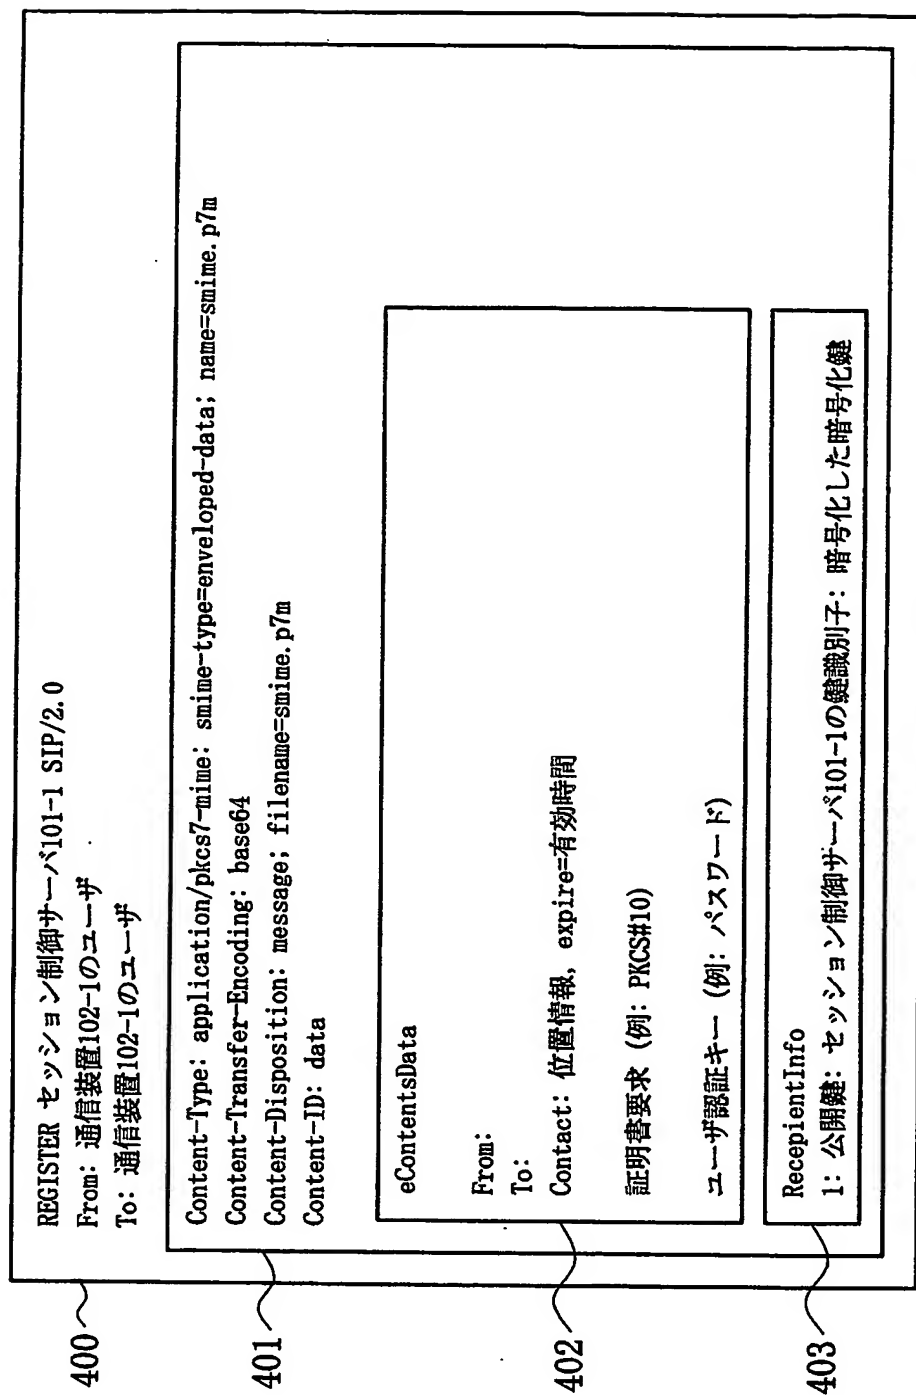 400
REGISTER セッション制御サーバ101-1 SIP/2.0
From: 通信装置102-1のユーザ
To: 通信装置102-1のユーザ
401
Content-Type: application/pkcs7-mime: smime-type=enveloped-data; name=smime.p7m
Content-Transfer-Encoding: base64
Content-Disposition: message; filename=smime.p7m
Content-ID: data
402
eContentsData
From:
To:
Contact: 位置情報, expire=有効時間
証明書要求 (例: PKCS#10)
ユーザ認証キー (例: パスワード)
403
RecepientInfo
1: 公開鍵: セッション制御サーバ101-1の鍵識別子: 暗号化した暗号化鍵